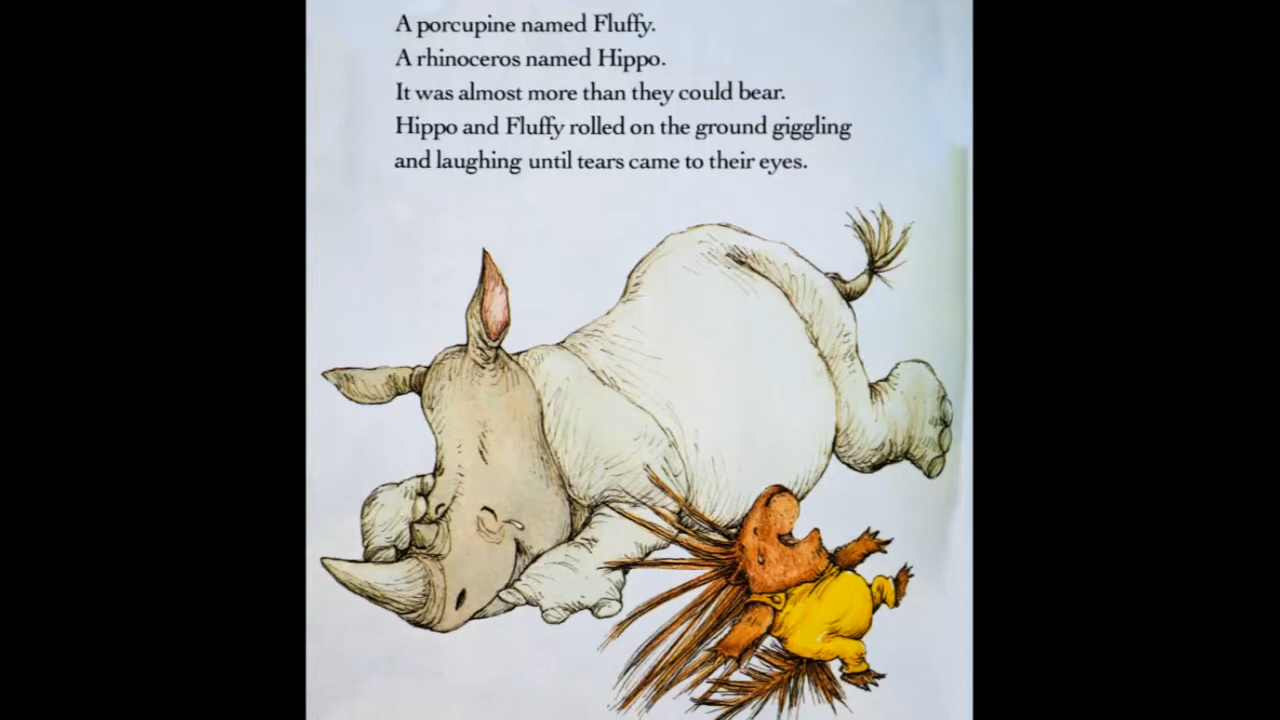 A porcupine named Fluffy.
A rhinoceros named Hippo.
It was almost more than they could bear.
Hippo and Fluffy rolled on the ground giggling
and laughing until tears came to their eyes.